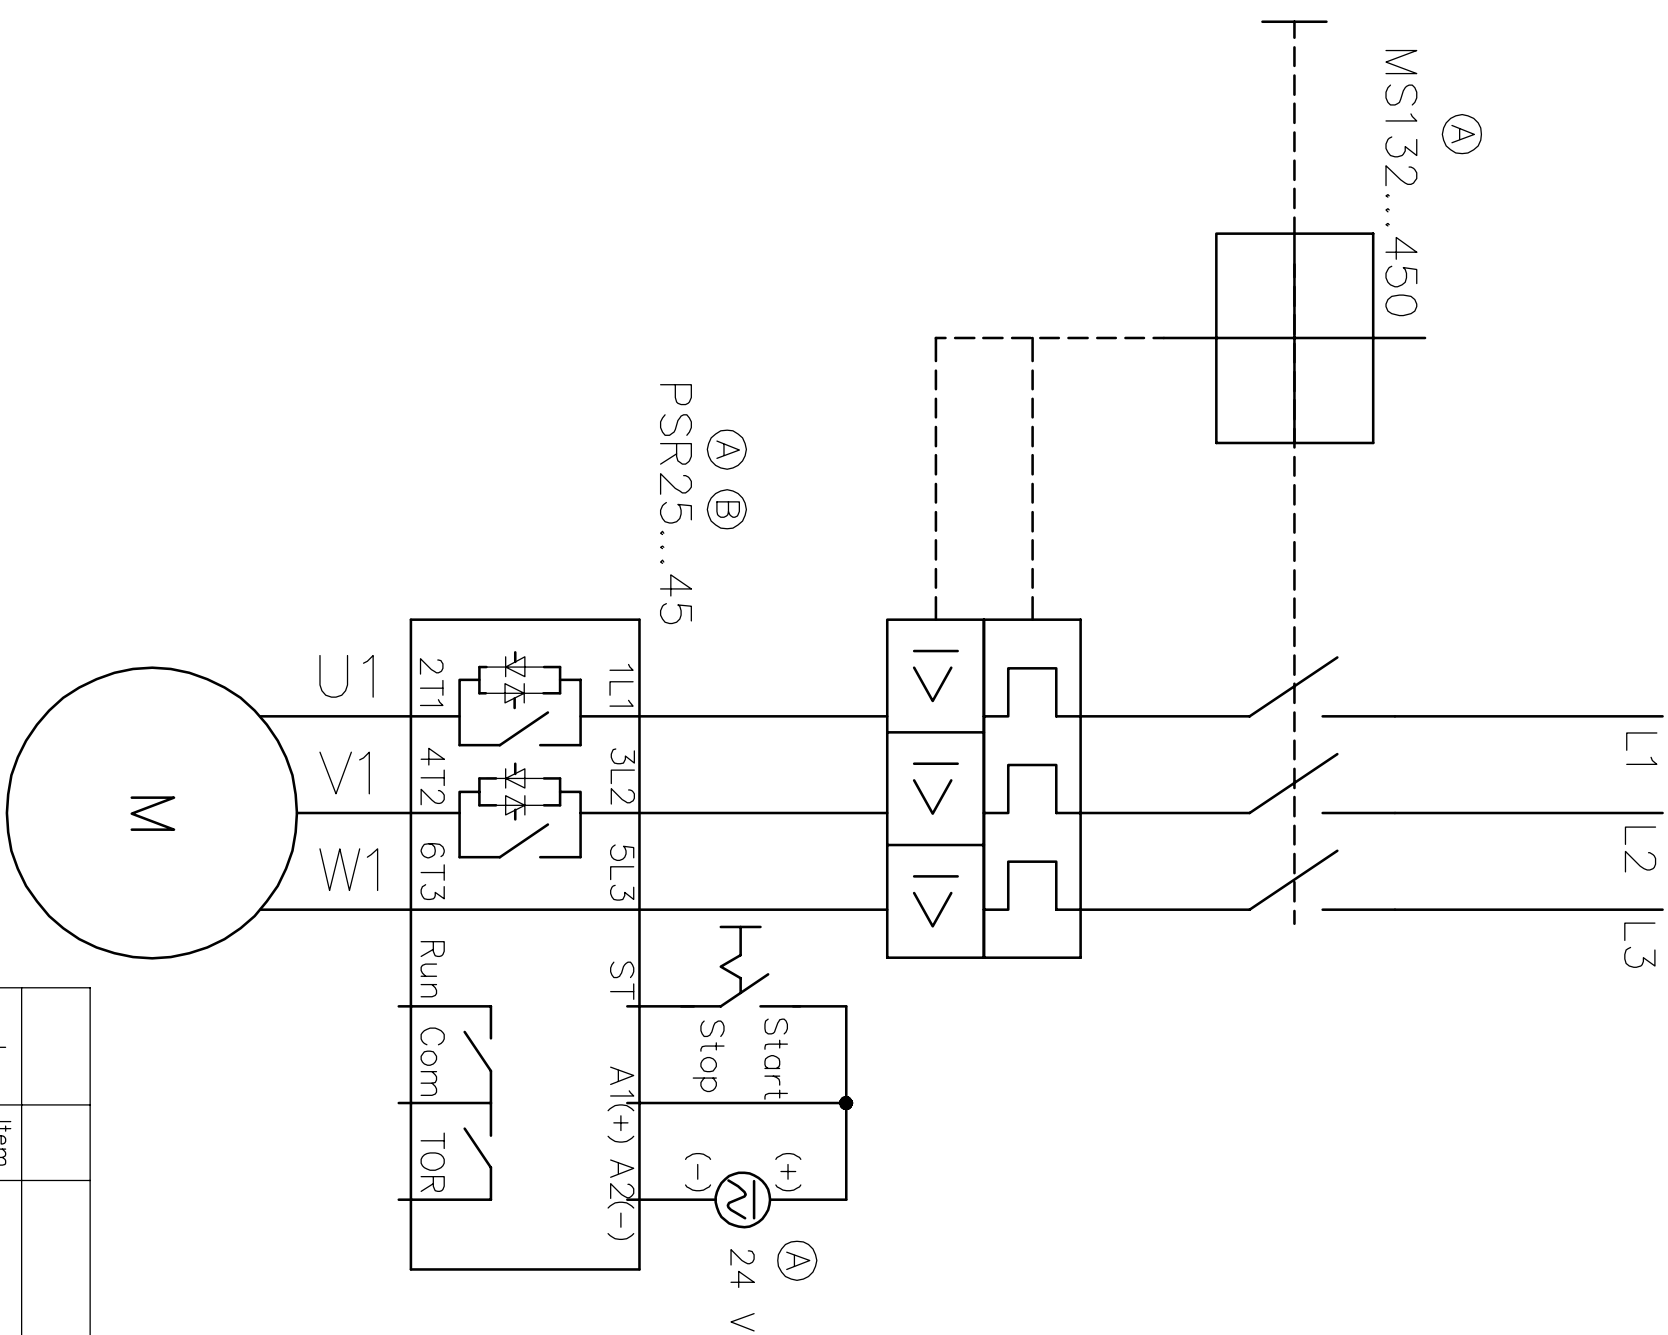 L1
L2
L3
A
MS132...450
A B
PSR25...45
1L1
3L2
5L3
ST
A1(+)
A2(-)
Start
Stop
(+)
(-)
A
24 V
2T1
4T2
6T3
Run
Com
TOR
U1
V1
W1
M
Item